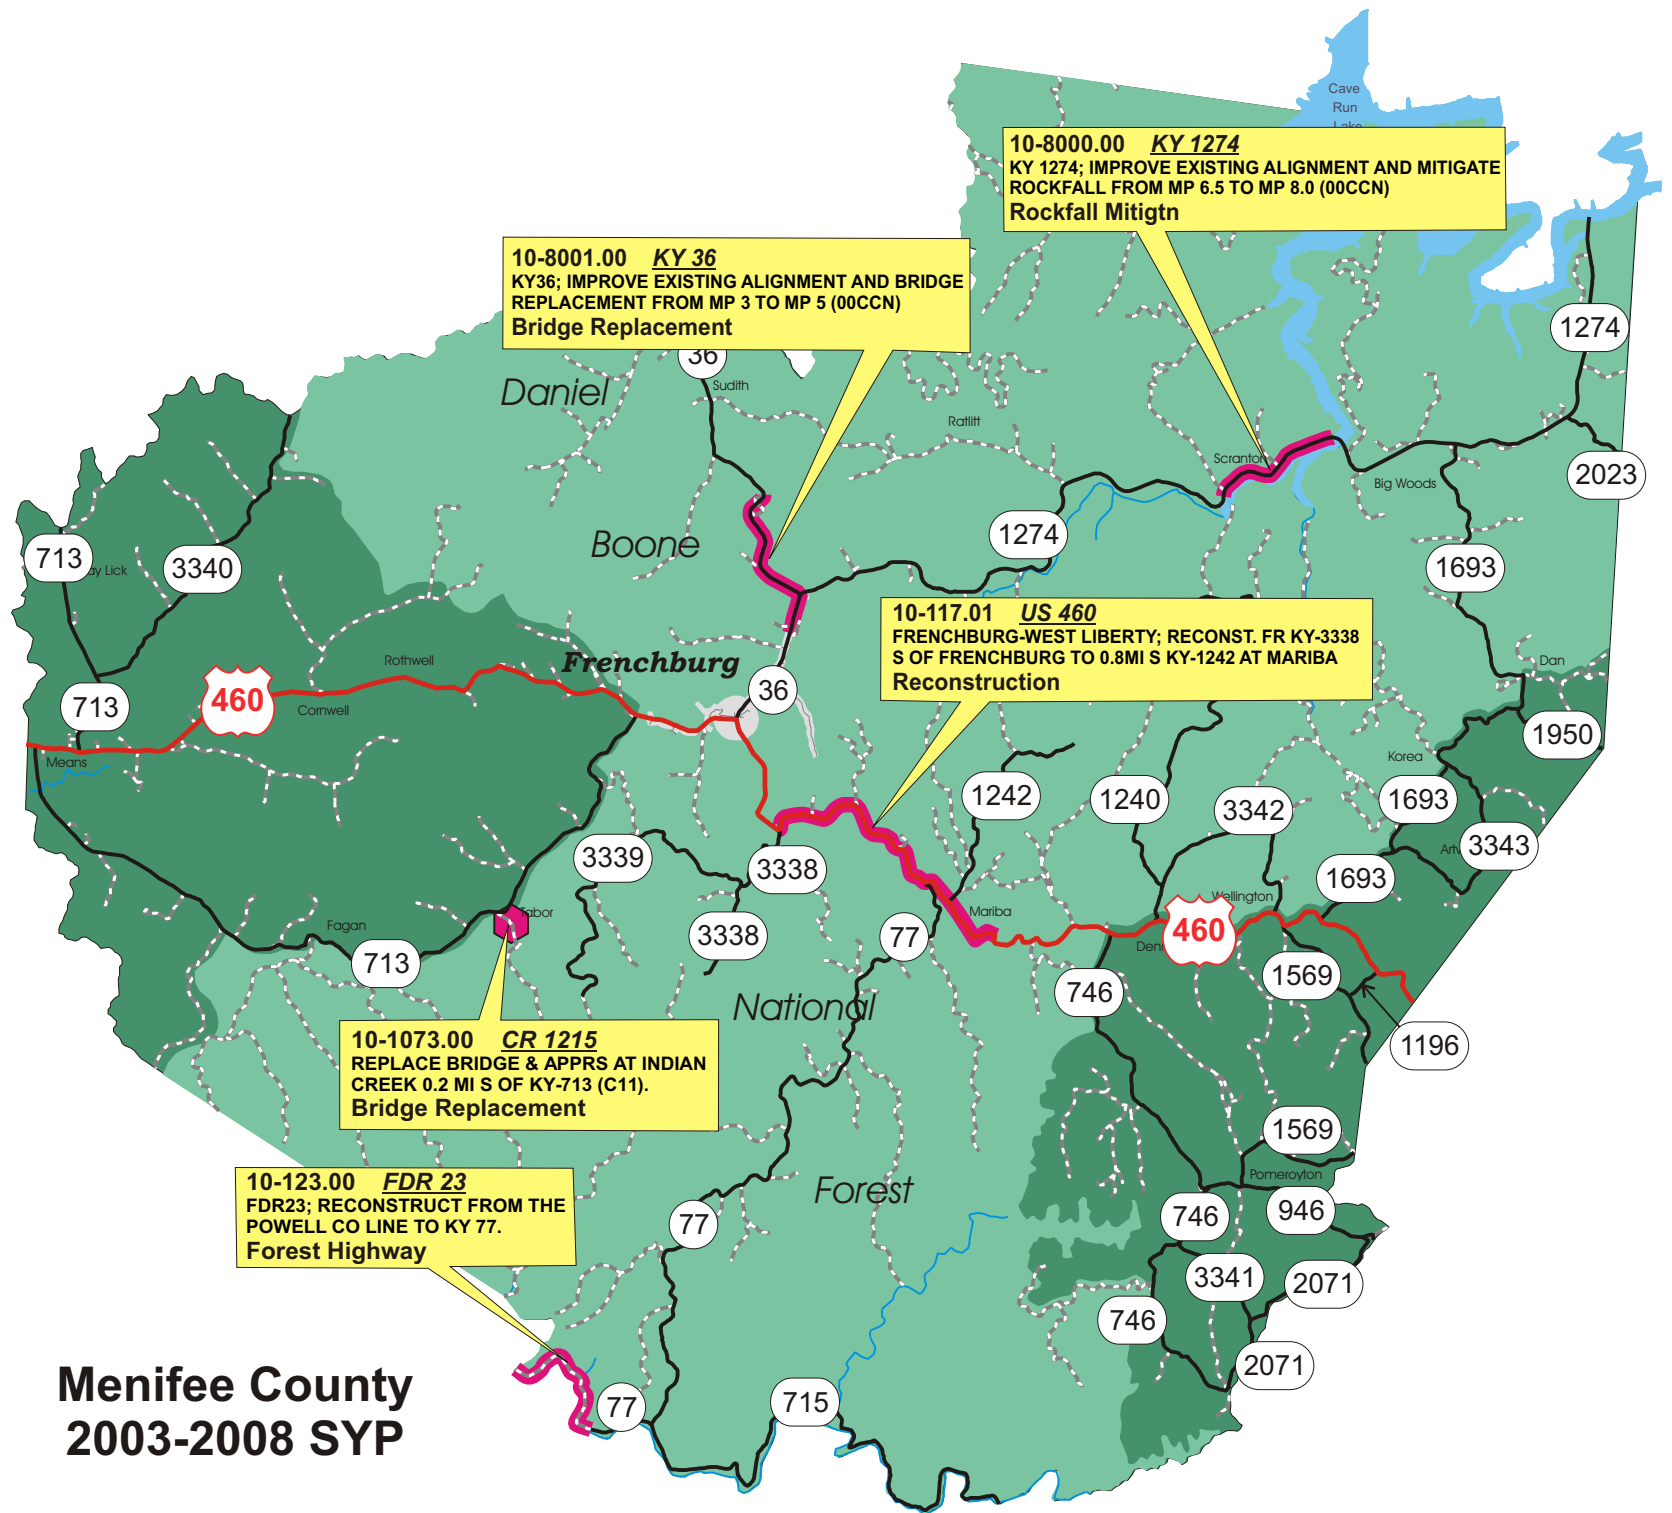 Cave
Run
Lake
10-8000.00 KY 1274
KY 1274; IMPROVE EXISTING ALIGNMENT AND MITIGATE
ROCKFALL FROM MP 6.5 TO MP 8.0 (00CCN)
Rockfall Mitigtn
10-8001.00 KY 36
KY36; IMPROVE EXISTING ALIGNMENT AND BRIDGE
REPLACEMENT FROM MP 3 TO MP 5 (00CCN)
Bridge Replacement
1274
36
Sudith
Daniel
Ratliff
Scranton
Big Woods
2023
Boone
1274
713
ay Lick
3340
1693
10-117.01 US 460
FRENCHBURG-WEST LIBERTY; RECONST. FR KY-3338
S OF FRENCHBURG TO 0.8MI S KY-1242 AT MARIBA
Reconstruction
Rothwell
Frenchburg
Dan
713
460
Cornwell
36
1950
Means
Korea
1242
1240
3342
1693
3339
3338
3343
Artv
1693
Wellington
Tabor
Fagan
Mariba
3338
77
460
Den
713
1569
746
National
1196
10-1073.00 CR 1215
REPLACE BRIDGE & APPRS AT INDIAN
CREEK 0.2 MI S OF KY-713 (C11).
Bridge Replacement
1569
Pomeroyton
10-123.00 FDR 23
FDR23; RECONSTRUCT FROM THE
POWELL CO LINE TO KY 77.
Forest Highway
Forest
77
746
946
3341
2071
746
2071
77
715
Menifee County
2003-2008 SYP